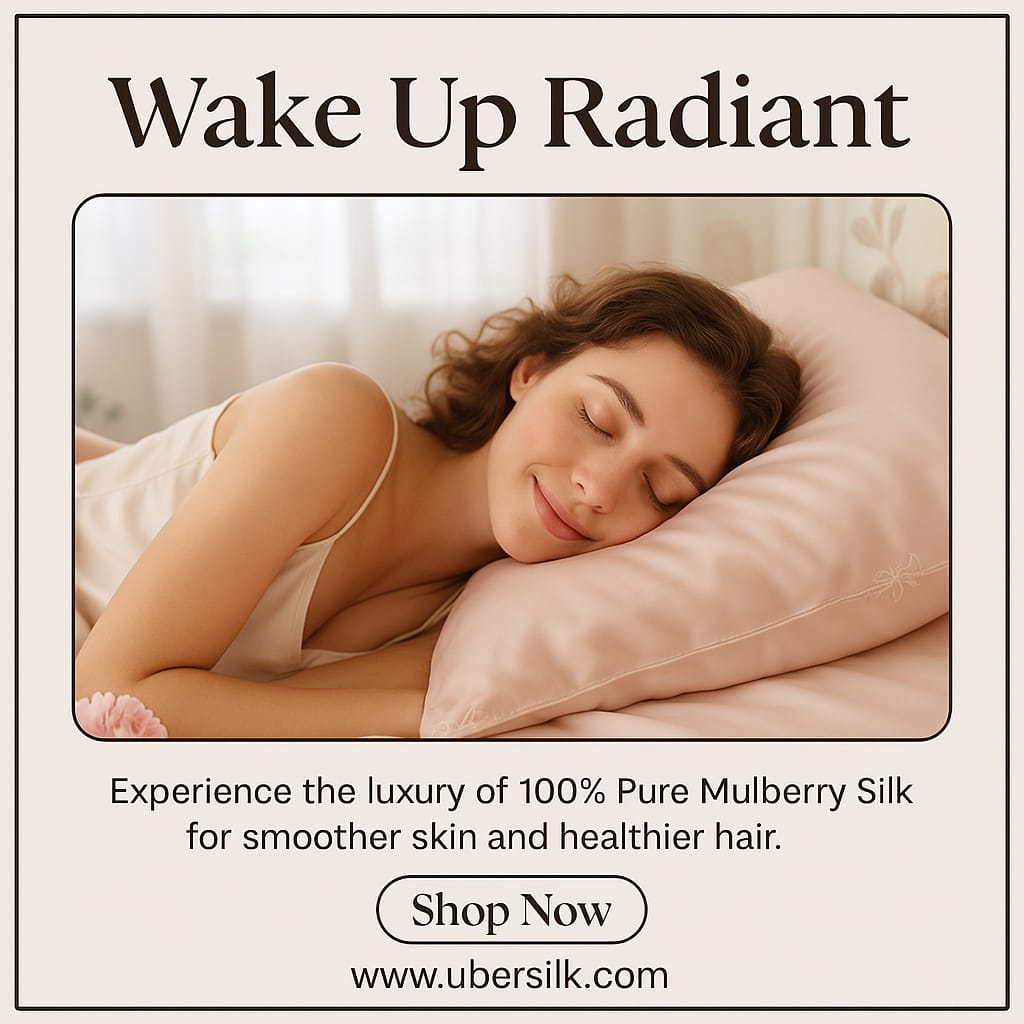 Wake Up Radiant
Experience the luxury of 100% Pure Mulberry Silk
for smoother skin and healthier hair.
Shop Now
www.ubersilk.com